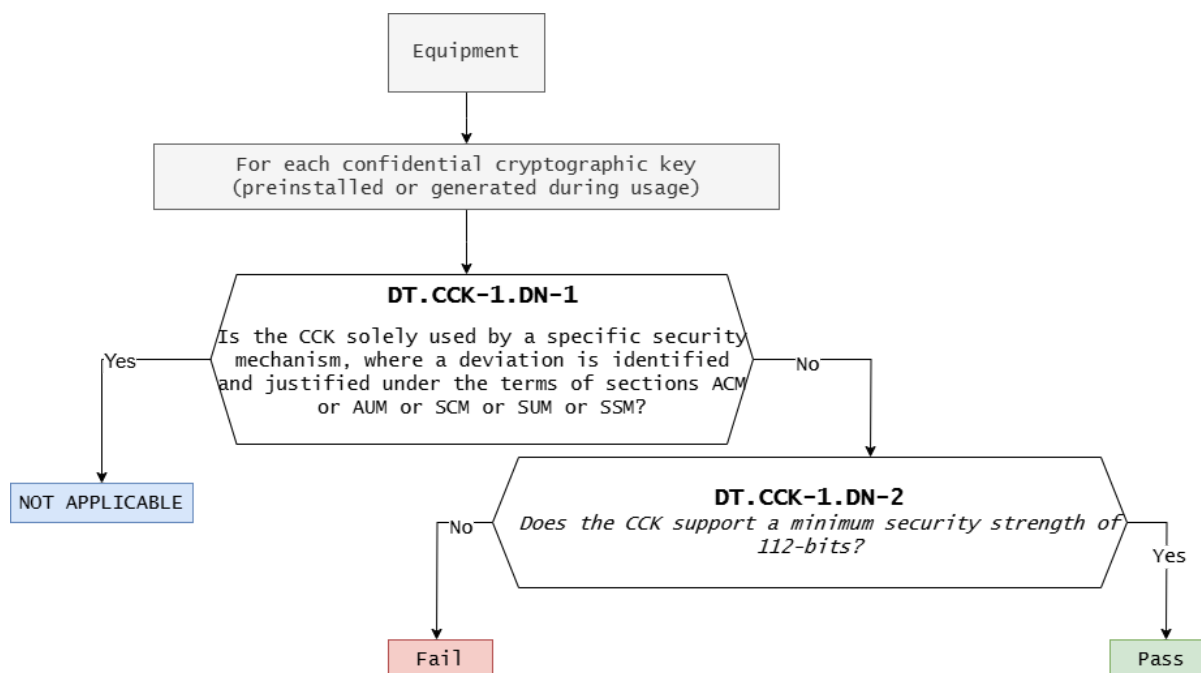 Equipment
For each confidential cryptographic key
(preinstalled or generated during usage)
DT.CCK-1.DN-1
Is the CCK solely used by a specific security
mechanism, where a deviation is identified
and justified under the terms of sections ACM
or AUM or SCM or SUM or SSM?
Yes
No
NOT APPLICABLE
DT.CCK-1.DN-2
Does the CCK support a minimum security strength of
112-bits?
No
Yes
Fail
Pass